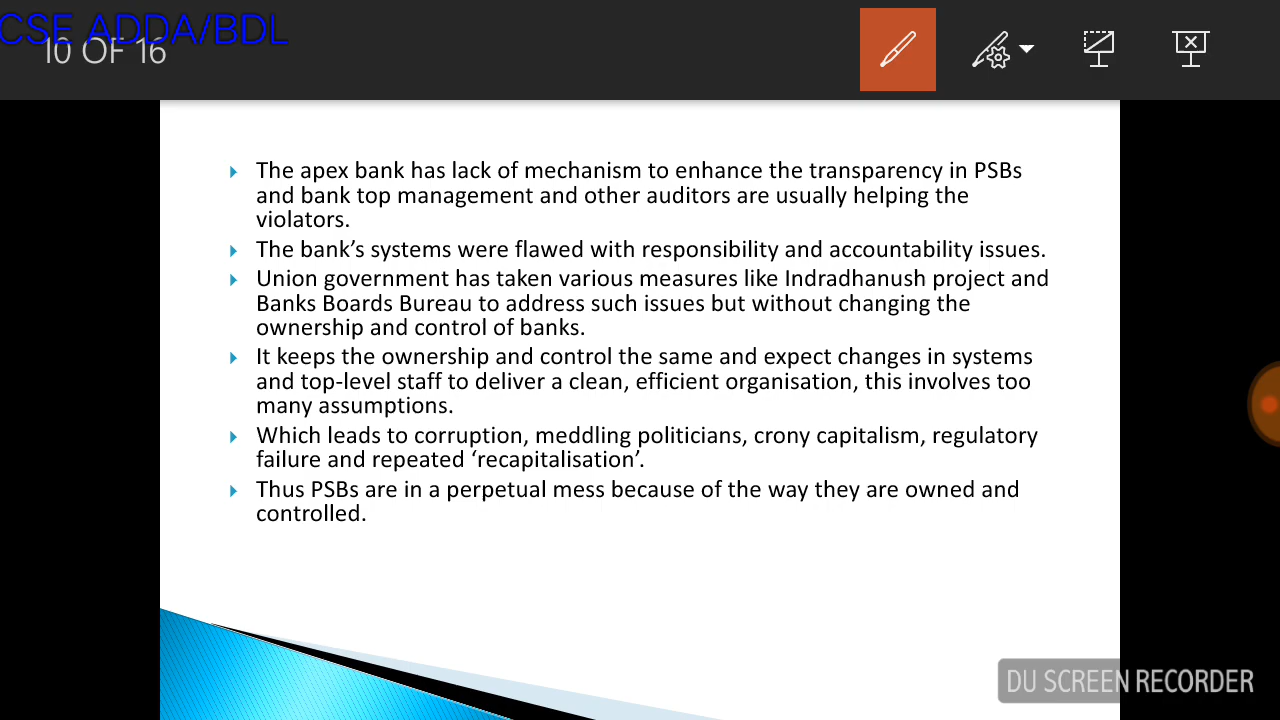 CSE ADDA/BDL
10 OF 16
The apex bank has lack of mechanism to enhance the transparency in PSBs
and bank top management and other auditors are usually helping the
violators.
The bank’s systems were flawed with responsibility and accountability issues.
Union government has taken various measures like Indradhanush project and
Banks Boards Bureau to address such issues but without changing the
ownership and control of banks.
It keeps the ownership and control the same and expect changes in systems
and top-level staff to deliver a clean, efficient organisation, this involves too
many assumptions.
Which leads to corruption, meddling politicians, crony capitalism, regulatory
failure and repeated ‘recapitalisation’.
Thus PSBs are in a perpetual mess because of the way they are owned and
controlled.
DU SCREEN RECORDER